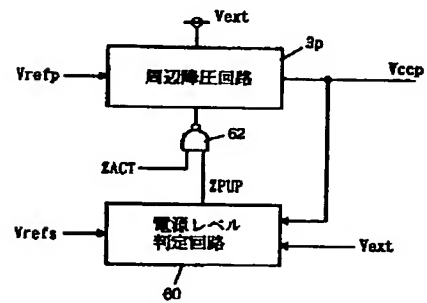 Vext
3p
Vrefp
周辺降圧回路
Vccp
62
ZACT
ZPUP
Vrefs
電源レベル
判定回路
Vext
60